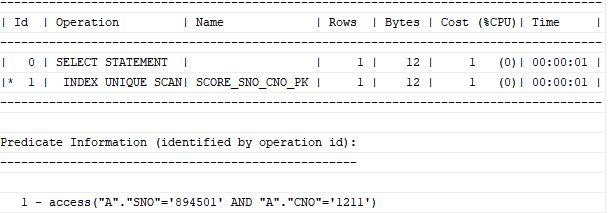 -------------------------------------------------------------------------------------
| Id  | Operation         | Name              | Rows  | Bytes | Cost (%CPU)| Time     |
-------------------------------------------------------------------------------------
|   0 | SELECT STATEMENT  |                   |     1 |    12 |     1   (0)| 00:00:01 |
|*  1 |  INDEX UNIQUE SCAN| SCORE_SNO_CNO_PK  |     1 |    12 |     1   (0)| 00:00:01 |
-------------------------------------------------------------------------------------
Predicate Information (identified by operation id):
---------------------------------------------------
1 - access("A"."SNO"='894501' AND "A"."CNO"='1211')